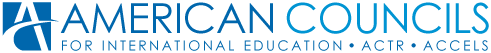 AMERICAN COUNCILS
FOR INTERNATIONAL EDUCATION • ACTR • ACCELS